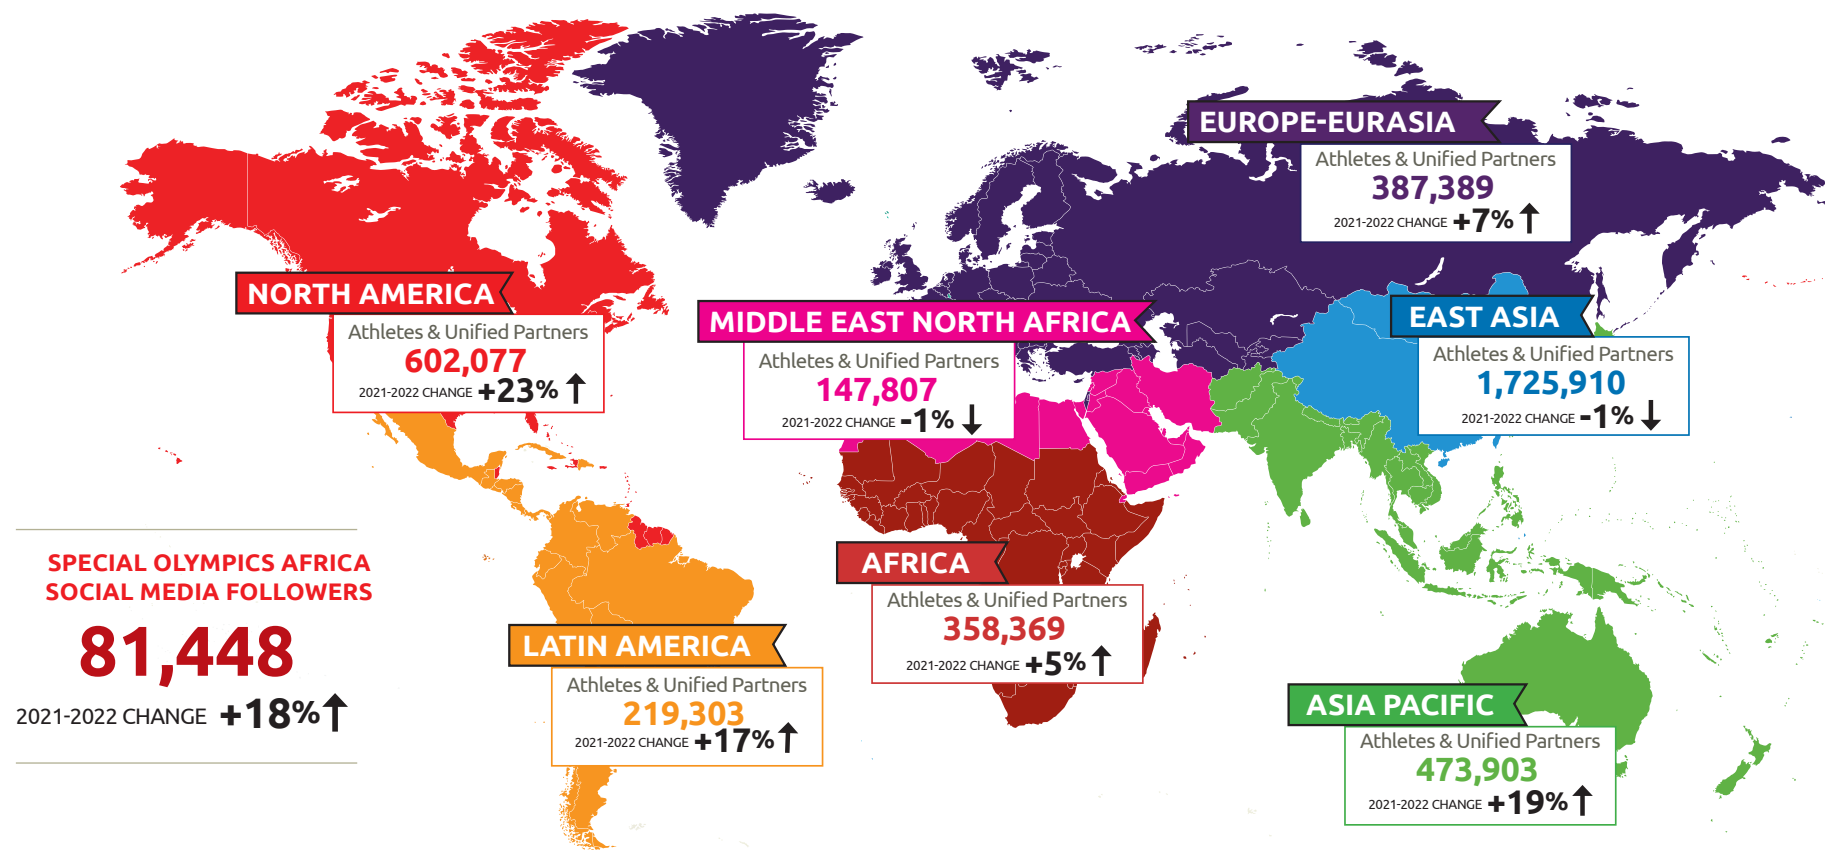 EUROPE-EURASIA
Athletes & Unified Partners
387,389
2021-2022 CHANGE +7%
NORTH AMERICA
Athletes & Unified Partners
602,077
2021-2022 CHANGE +23%
MIDDLE EAST NORTH AFRICA
Athletes & Unified Partners
147,807
2021-2022 CHANGE -1%
EAST ASIA
Athletes & Unified Partners
1,725,910
2021-2022 CHANGE -1%
SPECIAL OLYMPICS AFRICA
SOCIAL MEDIA FOLLOWERS
81,448
2021-2022 CHANGE +18%
AFRICA
Athletes & Unified Partners
358,369
2021-2022 CHANGE +5%
LATIN AMERICA
Athletes & Unified Partners
219,303
2021-2022 CHANGE +17%
ASIA PACIFIC
Athletes & Unified Partners
473,903
2021-2022 CHANGE +19%